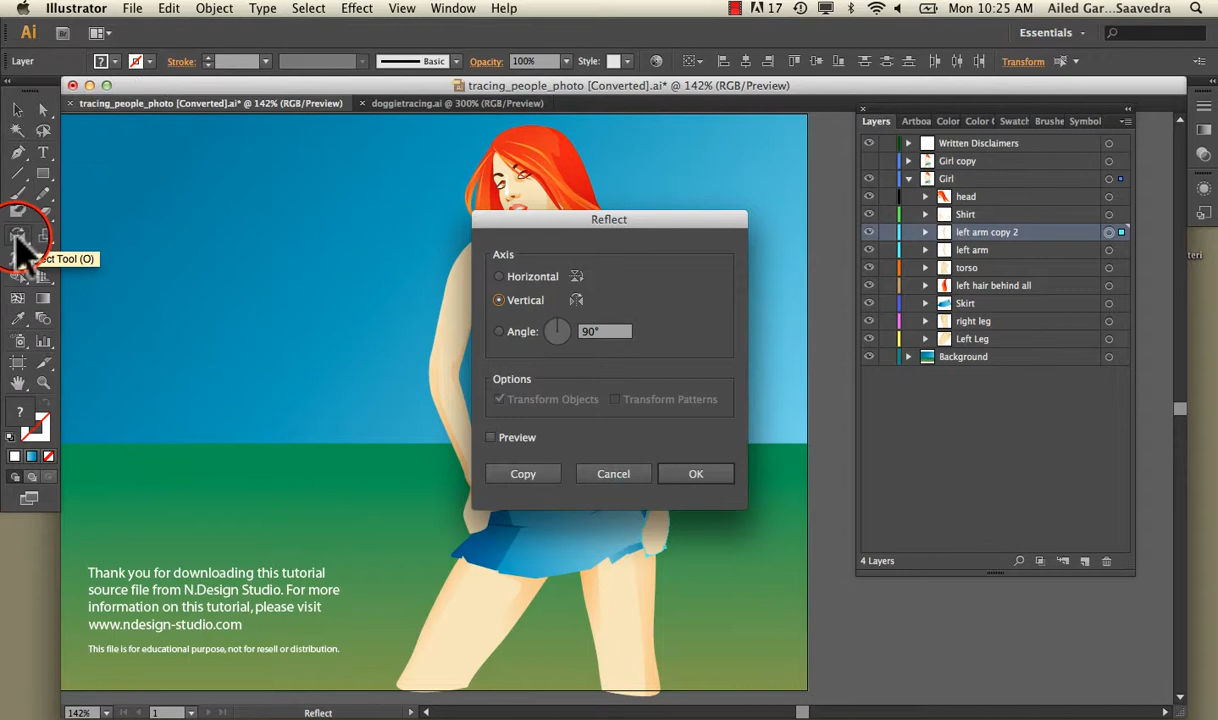 Illustrator File Edit Object Type Select Effect View Window Help 17 Mon 10:25 AM Ailed Gar...Saavedra
Ai Br Essentials
Layer ? Stroke: Basic Opacity: 100% Style: Transform
tracing_people_photo [Converted].ai* @ 142% (RGB/Preview)
× tracing_people_photo [Converted].ai* @ 142% (RGB/Preview) × doggietracing.ai @ 300% (RGB/Preview)
Layers Artboa Color Color Swatch Brushe Symbol
Written Disclaimers
Girl copy
Girl
head
Shirt
left arm copy 2
left arm
torso
left hair behind all
Skirt
right leg
Left Leg
Background
4 Layers
ect Tool (O)
T
?
Reflect
Axis
Horizontal
Vertical
Angle: 90°
Options
Transform Objects Transform Patterns
Preview
Copy Cancel OK
Thank you for downloading this tutorial
source file from N.Design Studio. For more
information on this tutorial, please visit
www.ndesign-studio.com
This file is for educational purpose, not for resell or distribution.
142% 1 Reflect